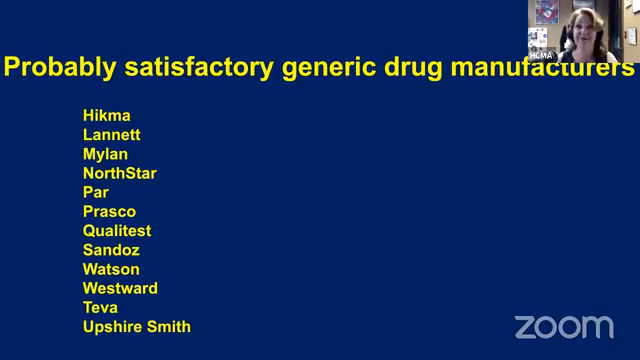 HCMA
Probably satisfactory generic drug manufacturers
Hikma
Lannett
Mylan
NorthStar
Par
Prasco
Qualitest
Sandoz
Watson
Westward
Teva
Upshire Smith
zoom